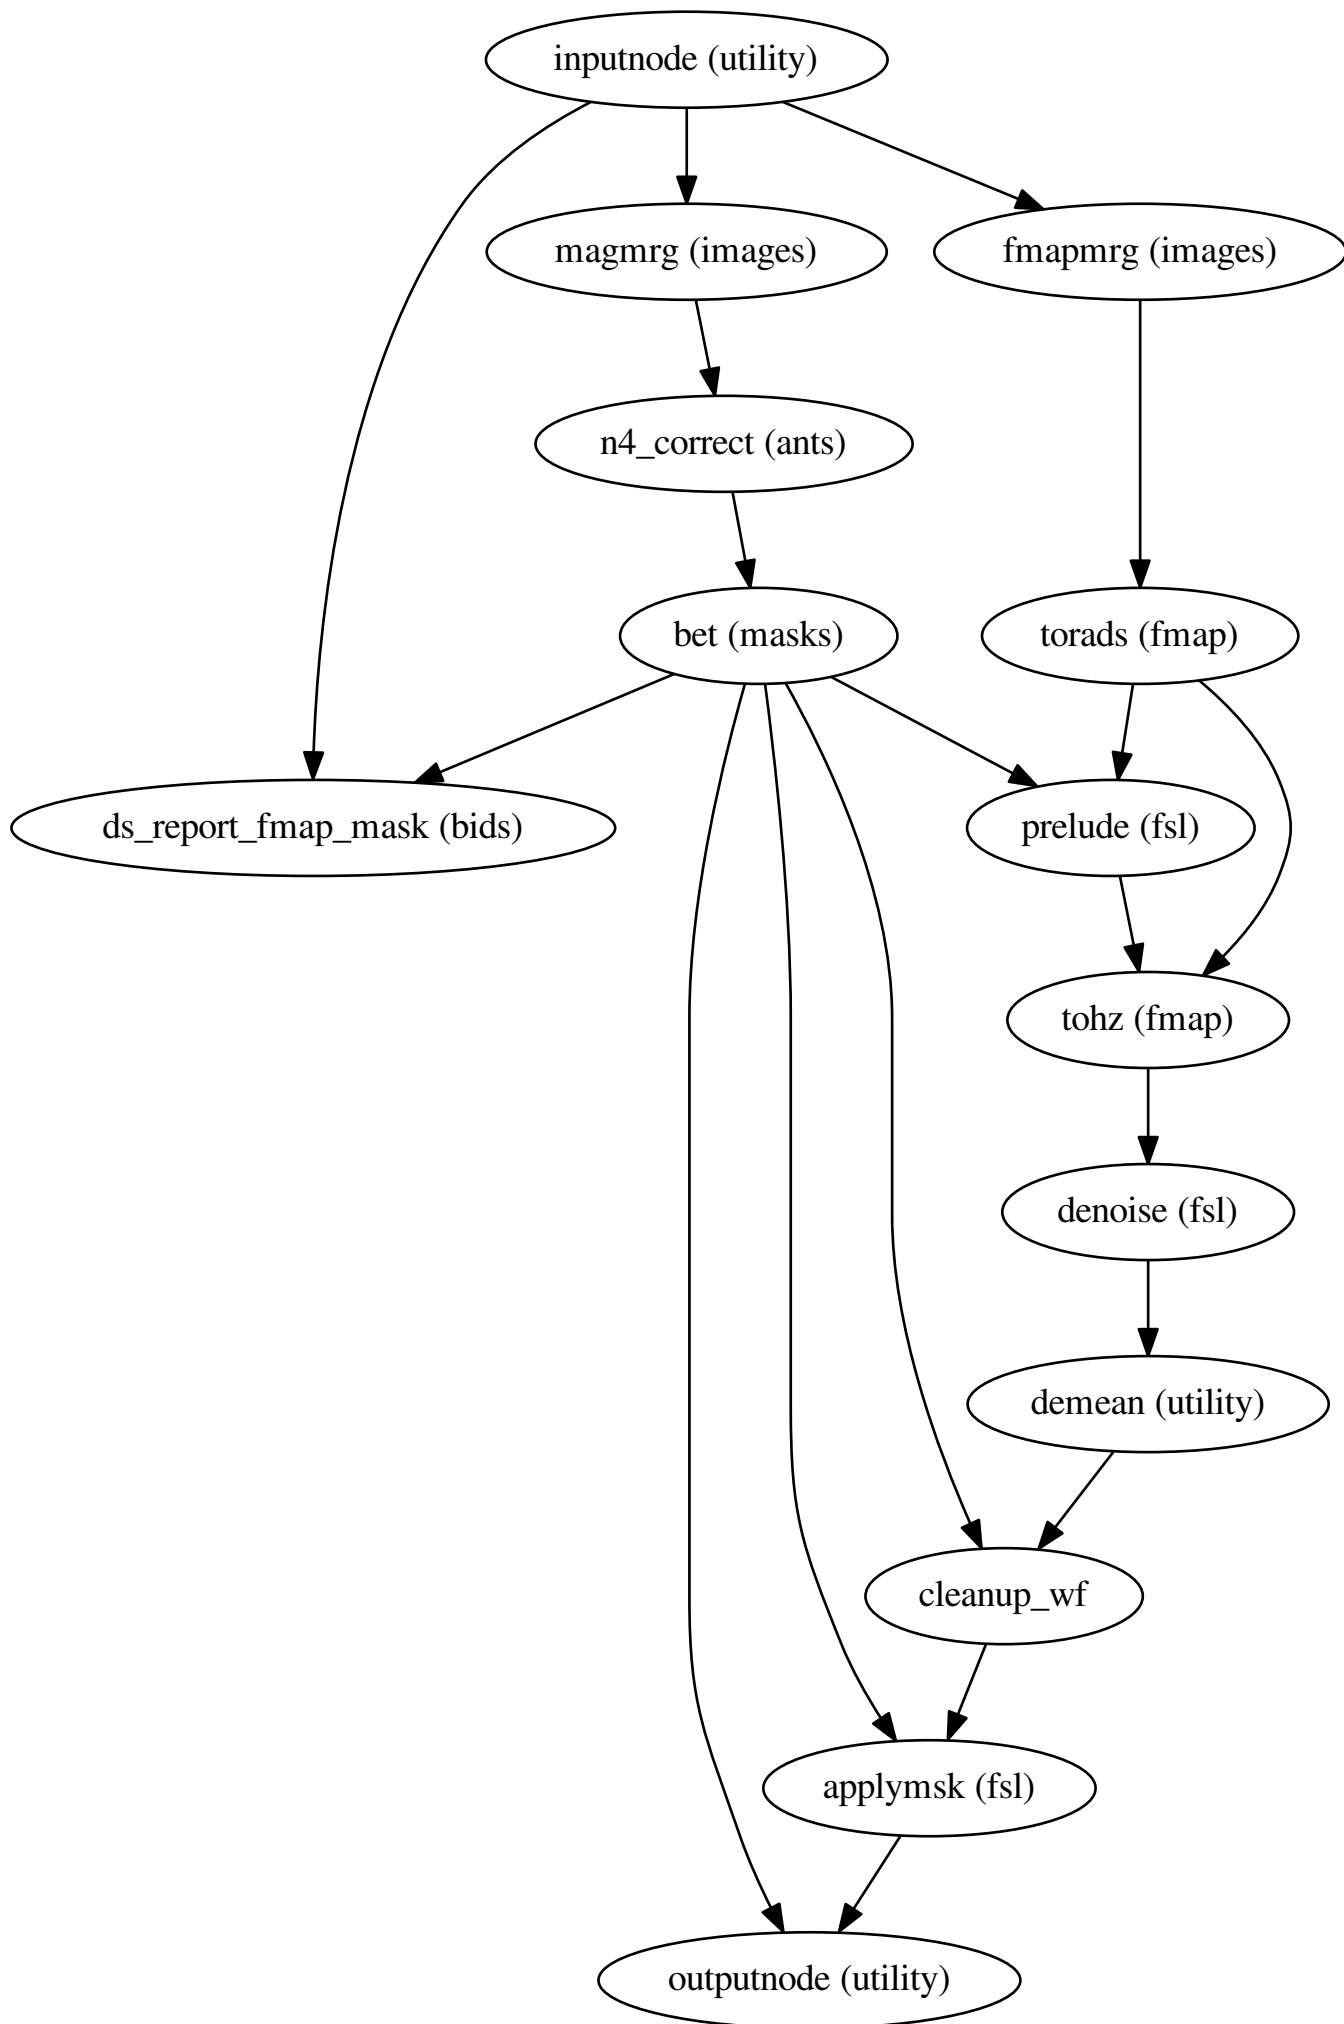 inputnode (utility)
magmrg (images)
fmapmrg (images)
n4_correct (ants)
bet (masks)
torads (fmap)
ds_report_fmap_mask (bids)
prelude (fsl)
tohz (fmap)
denoise (fsl)
demean (utility)
cleanup_wf
applymsk (fsl)
outputnode (utility)